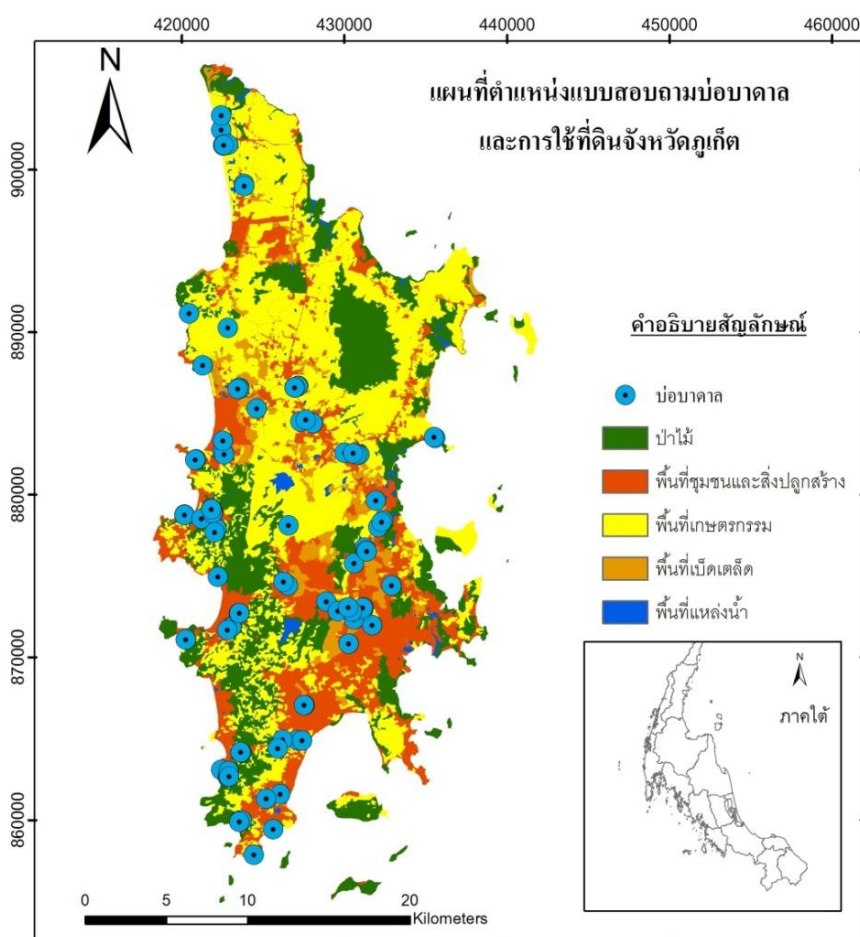 420000 430000 440000 450000 460000
N
แผนที่ตำแหน่งแบบสอบถามบ่อบาดาล
และการใช้ที่ดินจังหวัดภูเก็ต
900000
890000
880000
870000
860000
คำอธิบายสัญลักษณ์
บ่อบาดาล
ป่าไม้
พื้นที่ชุมชนและสิ่งปลูกสร้าง
พื้นที่เกษตรกรรม
พื้นที่เบ็ดเตล็ด
พื้นที่แหล่งน้ำ
N
ภาคใต้
0 5 10 20
Kilometers